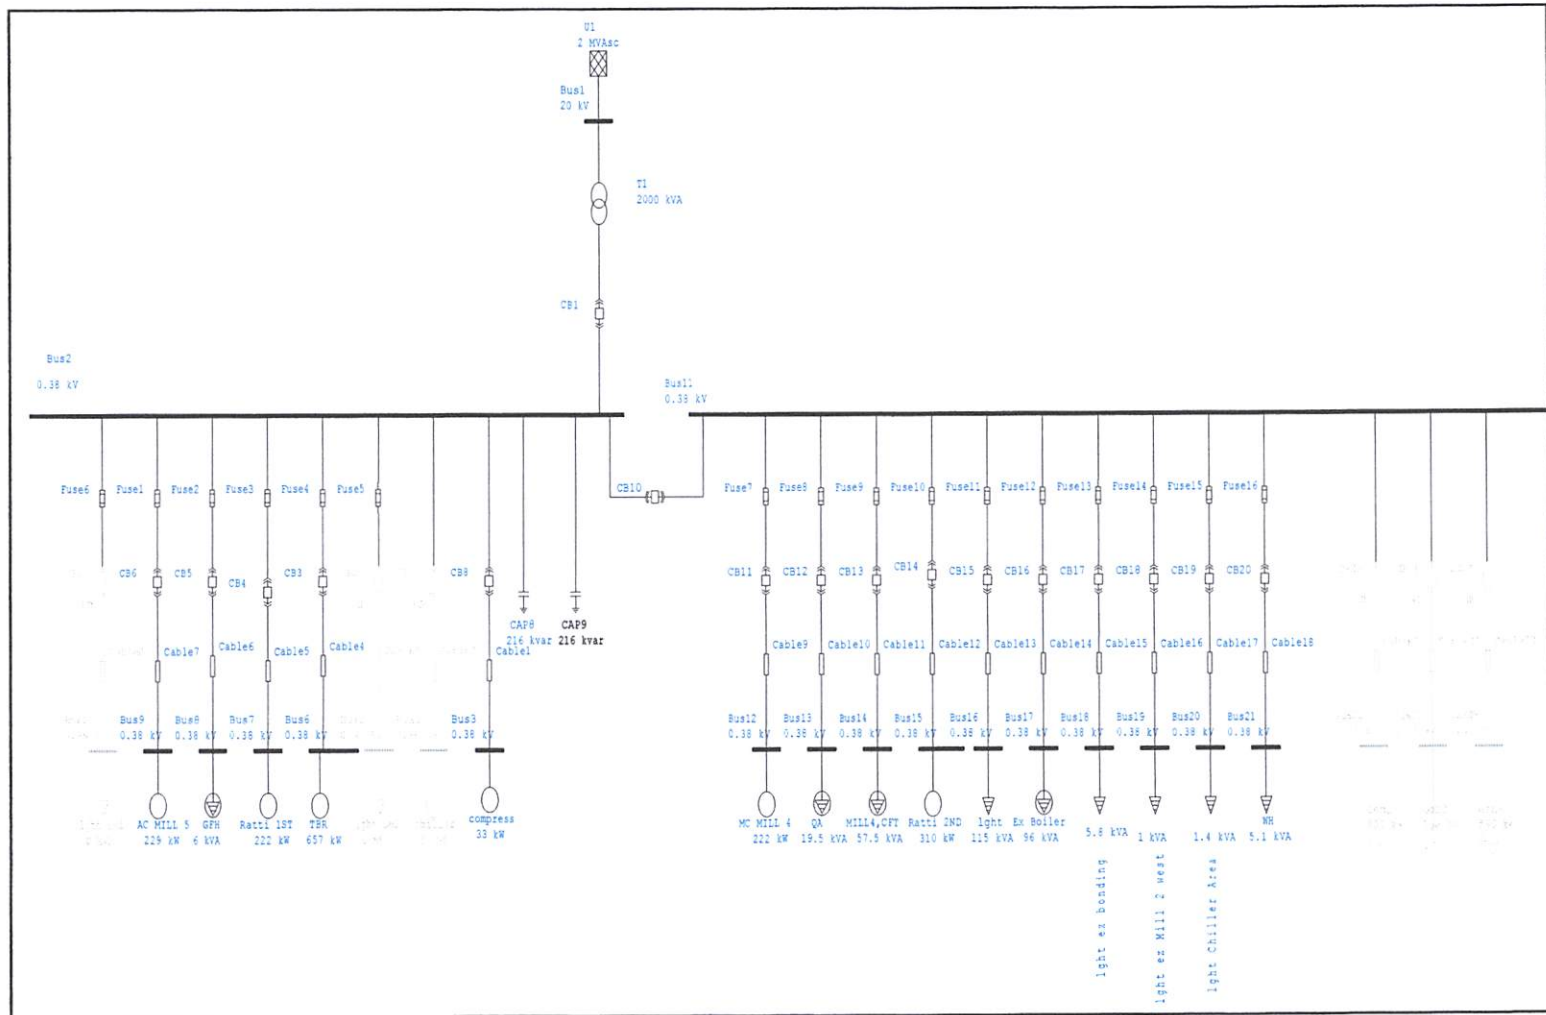 U1
2 MVAsc
Bus1
20 kV
T1
2000 kVA
CB1
Bus2
0.38 kV
Bus11
0.38 kV
CB10
Fuse6 Fuse1 Fuse2 Fuse3 Fuse4 Fuse5
Fuse7 Fuse8 Fuse9 Fuse10 Fuse11 Fuse12 Fuse13 Fuse14 Fuse15 Fuse16
CB6 CB5 CB4 CB3 CB8
CB11 CB12 CB13 CB14 CB15 CB16 CB17 CB18 CB19 CB20
CAP8
216 kvar
CAP9
216 kvar
Cable7 Cable6 Cable5 Cable4 Cable1
Cable9 Cable10 Cable11 Cable12 Cable13 Cable14 Cable15 Cable16 Cable17 Cable18
Bus9 Bus8 Bus7 Bus6 Bus3
0.38 kV 0.38 kV 0.38 kV 0.38 kV 0.38 kV
Bus12 Bus13 Bus14 Bus15 Bus16 Bus17 Bus18 Bus19 Bus20 Bus21
0.38 kV 0.38 kV 0.38 kV 0.38 kV 0.38 kV 0.38 kV 0.38 kV 0.38 kV 0.38 kV 0.38 kV
AC MILL 5 GFH Ratti 1ST TBR compress
229 kW 6 kVA 222 kW 657 kW 33 kW
MC MILL 4 QA MILL4,CFT Ratti 2ND lght Ex Boiler WH
222 kW 19.5 kVA 57.5 kVA 310 kW 115 kVA 96 kVA 5.8 kVA 1 kVA 1.4 kVA 5.1 kVA
lght ex bonding
lght ex Mill 2 west
lght Chiller Area